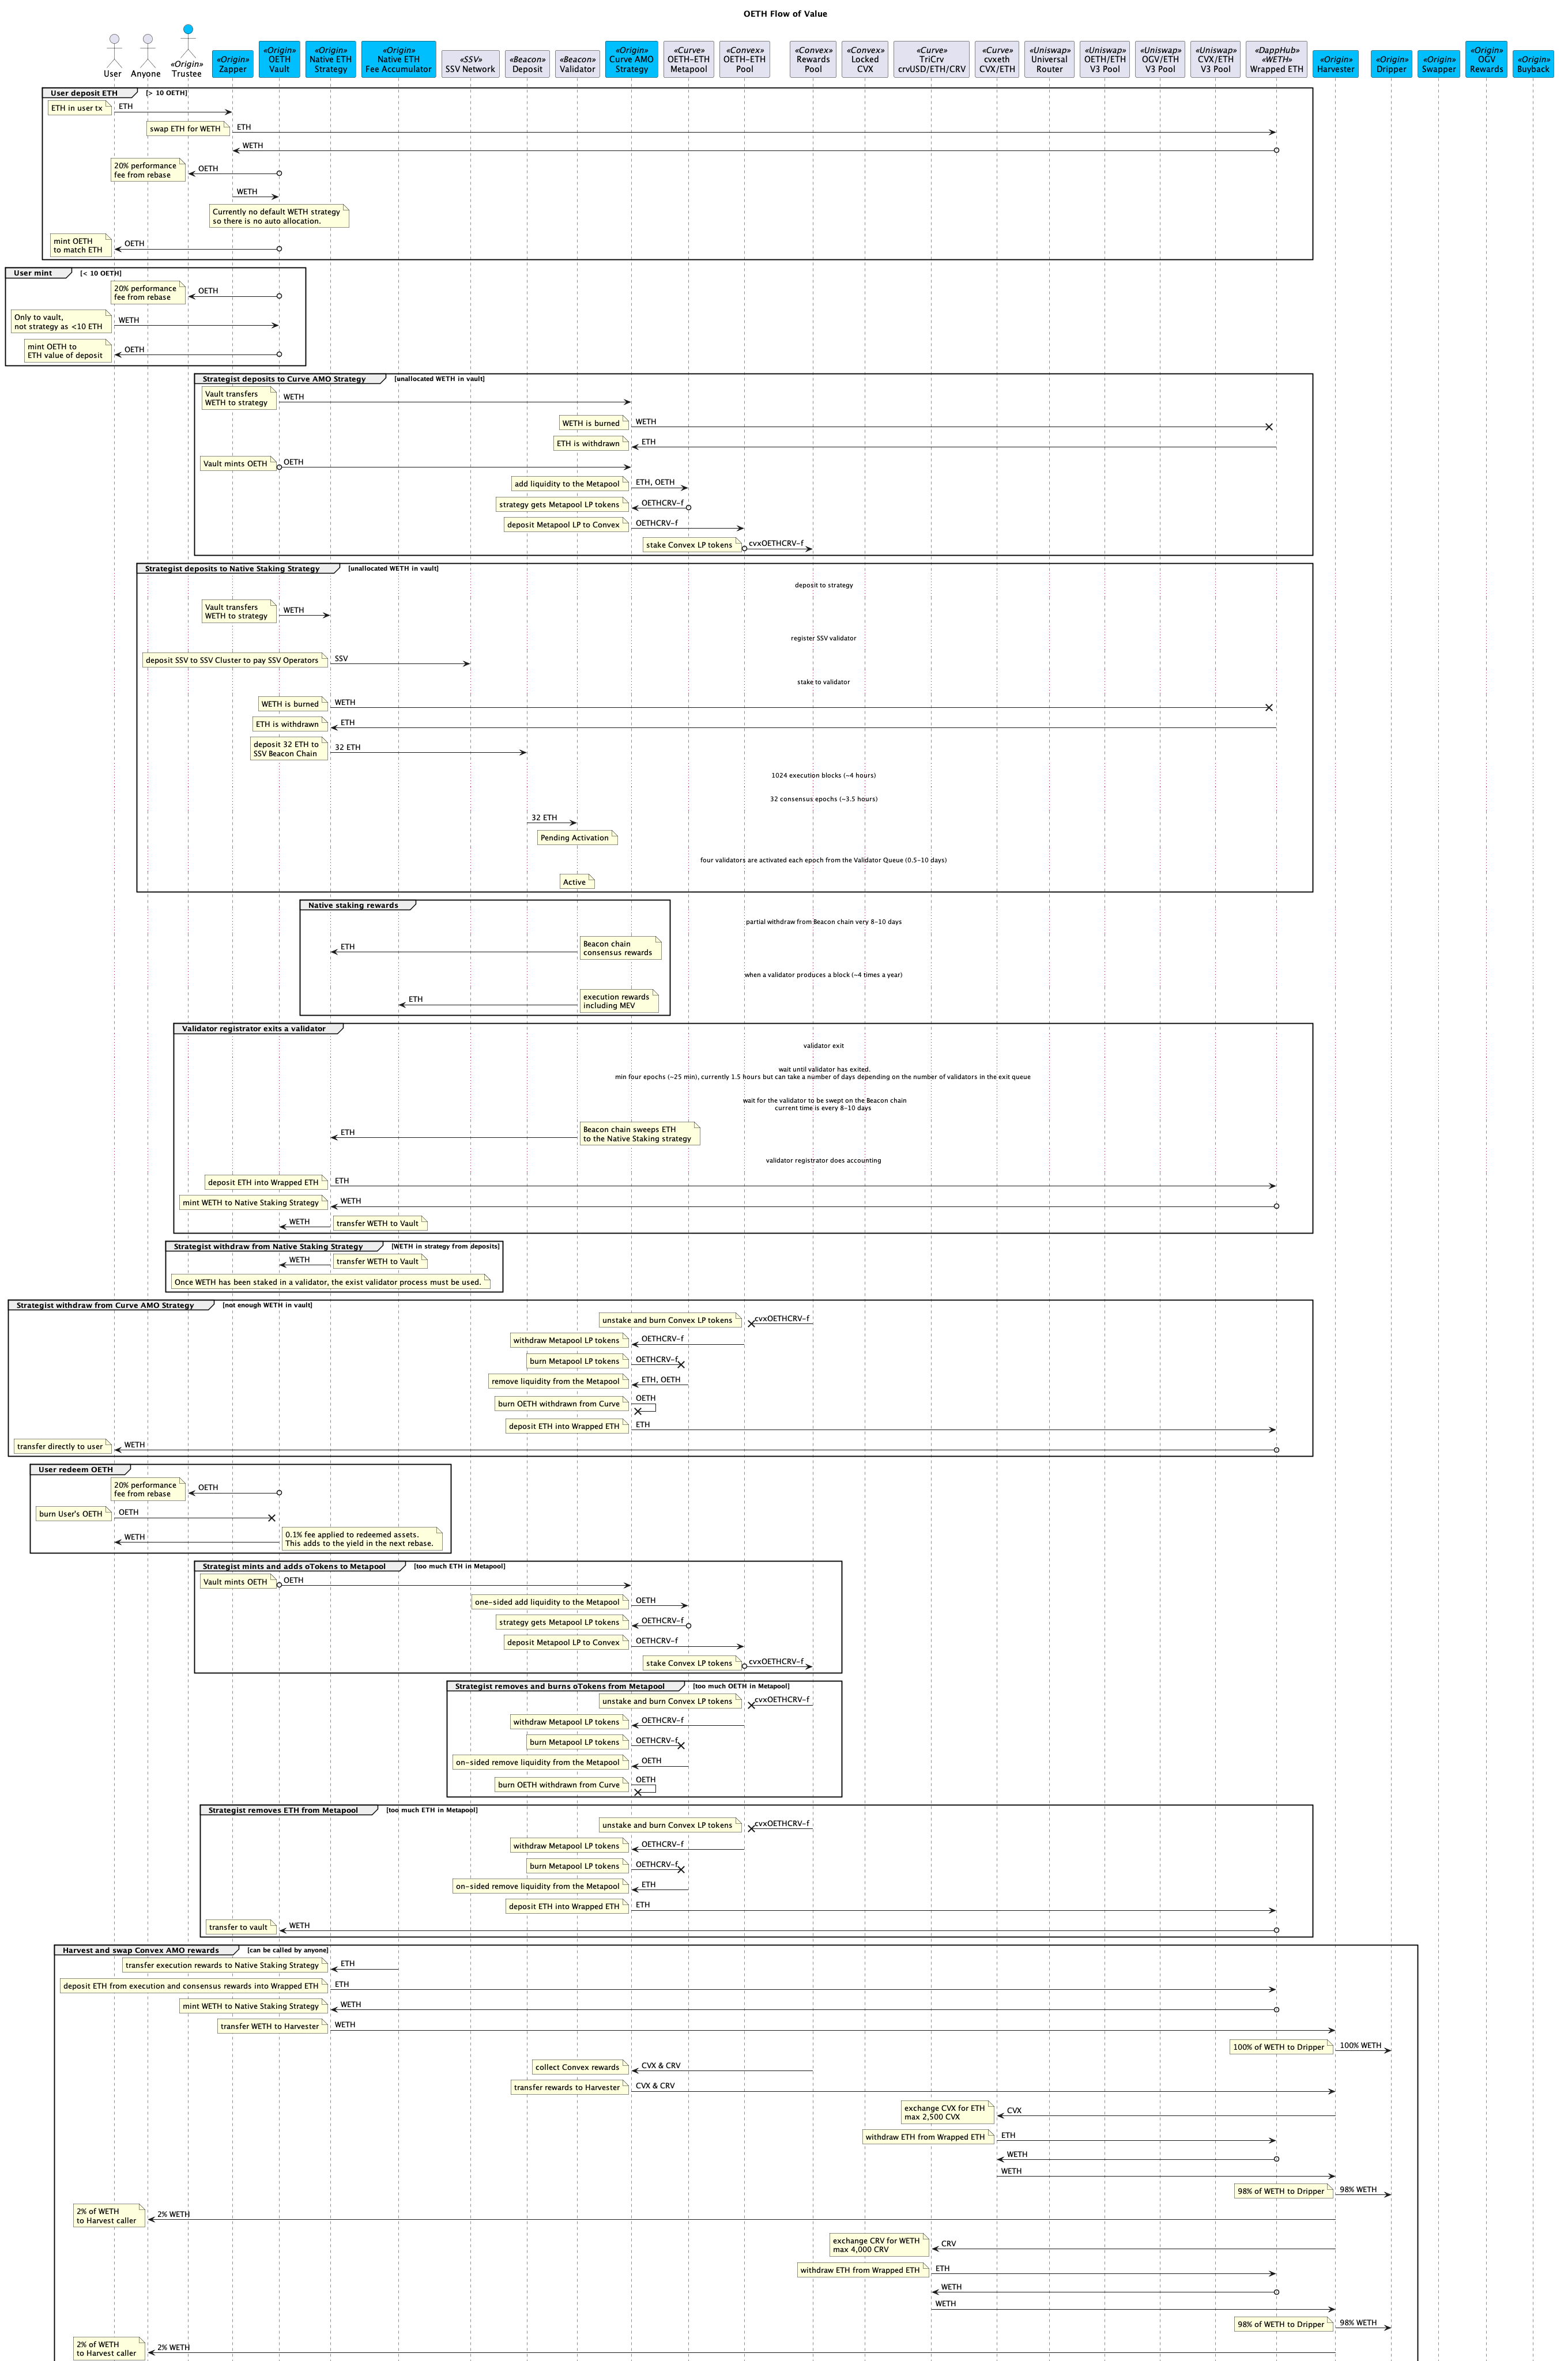 OETH Flow of Value
User
Anyone
«Origin»
Trustee
«Origin»
Zapper
«Origin»
OETH
Vault
«Origin»
Native ETH
Strategy
«Origin»
Native ETH
Fee Accumulator
«SSV»
SSV Network
«Beacon»
Deposit
«Beacon»
Validator
«Origin»
Curve AMO
Strategy
«Curve»
OETH-ETH
Metapool
«Convex»
OETH-ETH
Pool
«Convex»
Rewards
Pool
«Convex»
Locked
CVX
«Curve»
TriCrv
crvUSD/ETH/CRV
«Curve»
cvxeth
CVX/ETH
«Uniswap»
Universal
Router
«Uniswap»
OETH/ETH
V3 Pool
«Uniswap»
OGV/ETH
V3 Pool
«Uniswap»
CVX/ETH
V3 Pool
«DappHub»
«WETH»
Wrapped ETH
«Origin»
Harvester
«Origin»
Dripper
«Origin»
Swapper
«Origin»
OGV
Rewards
«Origin»
Buyback
User deposit ETH [> 10 OETH]
ETH in user tx ETH
swap ETH for WETH ETH
WETH
20% performance
fee from rebase OETH
WETH
Currently no default WETH strategy
so there is no auto allocation.
mint OETH
to match ETH OETH
User mint [< 10 OETH]
20% performance
fee from rebase OETH
Only to vault,
not strategy as <10 ETH WETH
mint OETH to
ETH value of deposit OETH
Strategist deposits to Curve AMO Strategy [unallocated WETH in vault]
Vault transfers
WETH to strategy WETH
WETH is burned WETH
ETH is withdrawn ETH
Vault mints OETH OETH
add liquidity to the Metapool ETH, OETH
strategy gets Metapool LP tokens OETHCRV-f
deposit Metapool LP to Convex OETHCRV-f
stake Convex LP tokens cvxOETHCRV-f
Strategist deposits to Native Staking Strategy [unallocated WETH in vault]
deposit to strategy
Vault transfers
WETH to strategy WETH
register SSV validator
deposit SSV to SSV Cluster to pay SSV Operators SSV
stake to validator
WETH is burned WETH
ETH is withdrawn ETH
deposit 32 ETH to
SSV Beacon Chain 32 ETH
1024 execution blocks (~4 hours)
32 consensus epochs (~3.5 hours)
32 ETH
Pending Activation
four validators are activated each epoch from the Validator Queue (0.5-10 days)
Active
Native staking rewards
partial withdraw from Beacon chain very 8-10 days
ETH Beacon chain
consensus rewards
when a validator produces a block (~4 times a year)
ETH execution rewards
including MEV
Validator registrator exits a validator
validator exit
wait until validator has exited.
min four epochs (~25 min), currently 1.5 hours but can take a number of days depending on the number of validators in the exit queue
wait for the validator to be swept on the Beacon chain
current time is every 8-10 days
ETH Beacon chain sweeps ETH
to the Native Staking strategy
validator registrator does accounting
deposit ETH into Wrapped ETH ETH
mint WETH to Native Staking Strategy WETH
WETH transfer WETH to Vault
Strategist withdraw from Native Staking Strategy [WETH in strategy from deposits]
WETH transfer WETH to Vault
Once WETH has been staked in a validator, the exist validator process must be used.
Strategist withdraw from Curve AMO Strategy [not enough WETH in vault]
unstake and burn Convex LP tokens cvxOETHCRV-f
withdraw Metapool LP tokens OETHCRV-f
burn Metapool LP tokens OETHCRV-f
remove liquidity from the Metapool ETH, OETH
burn OETH withdrawn from Curve OETH
deposit ETH into Wrapped ETH ETH
transfer directly to user WETH
User redeem OETH
20% performance
fee from rebase OETH
burn User's OETH OETH
WETH 0.1% fee applied to redeemed assets.
This adds to the yield in the next rebase.
Strategist mints and adds oTokens to Metapool [too much ETH in Metapool]
Vault mints OETH OETH
one-sided add liquidity to the Metapool OETH
strategy gets Metapool LP tokens OETHCRV-f
deposit Metapool LP to Convex OETHCRV-f
stake Convex LP tokens cvxOETHCRV-f
Strategist removes and burns oTokens from Metapool [too much OETH in Metapool]
unstake and burn Convex LP tokens cvxOETHCRV-f
withdraw Metapool LP tokens OETHCRV-f
burn Metapool LP tokens OETHCRV-f
on-sided remove liquidity from the Metapool OETH
burn OETH withdrawn from Curve OETH
Strategist removes ETH from Metapool [too much ETH in Metapool]
unstake and burn Convex LP tokens cvxOETHCRV-f
withdraw Metapool LP tokens OETHCRV-f
burn Metapool LP tokens OETHCRV-f
on-sided remove liquidity from the Metapool ETH
deposit ETH into Wrapped ETH ETH
transfer to vault WETH
Harvest and swap Convex AMO rewards [can be called by anyone]
transfer execution rewards to Native Staking Strategy ETH
deposit ETH from execution and consensus rewards into Wrapped ETH ETH
mint WETH to Native Staking Strategy WETH
transfer WETH to Harvester WETH
100% of WETH to Dripper 100% WETH
collect Convex rewards CVX & CRV
transfer rewards to Harvester CVX & CRV
exchange CVX for ETH
max 2,500 CVX CVX
withdraw ETH from Wrapped ETH ETH
WETH
WETH
98% of WETH to Dripper 98% WETH
2% of WETH
to Harvest caller 2% WETH
exchange CRV for WETH
max 4,000 CRV CRV
withdraw ETH from Wrapped ETH ETH
WETH
WETH
98% of WETH to Dripper 98% WETH
2% of WETH
to Harvest caller 2% WETH